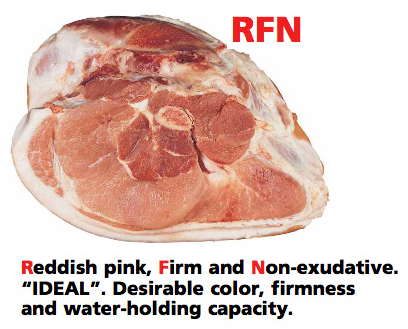 RFN
Reddish pink, Firm and Non-exudative.
“IDEAL”. Desirable color, firmness
and water-holding capacity.